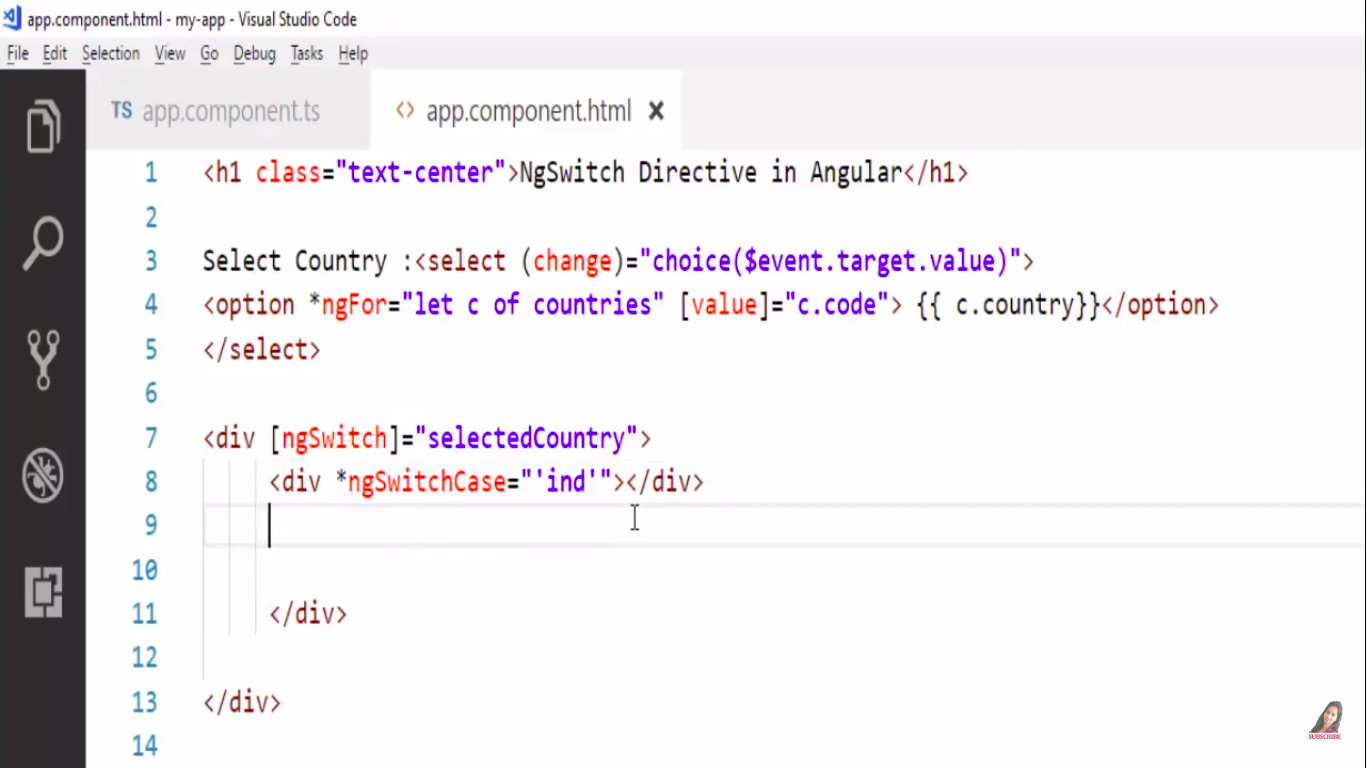 app.component.html - my-app - Visual Studio Code
File Edit Selection View Go Debug Tasks Help
TS app.component.ts <> app.component.html ×
1 <h1 class="text-center">NgSwitch Directive in Angular</h1>
2
3 Select Country :<select (change)="choice($event.target.value)">
4 <option *ngFor="let c of countries" [value]="c.code"> {{ c.country}}</option>
5 </select>
6
7 <div [ngSwitch]="selectedCountry">
8 <div *ngSwitchCase="'ind'"></div>
9
10
11 </div>
12
13 </div>
14
SUBSCRIBE